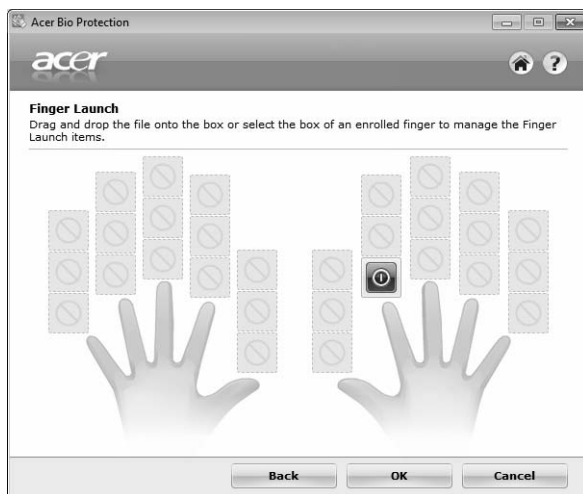 Acer Bio Protection
acer
?
Finger Launch
Drag and drop the file onto the box or select the box of an enrolled finger to manage the Finger
Launch items.
Back OK Cancel